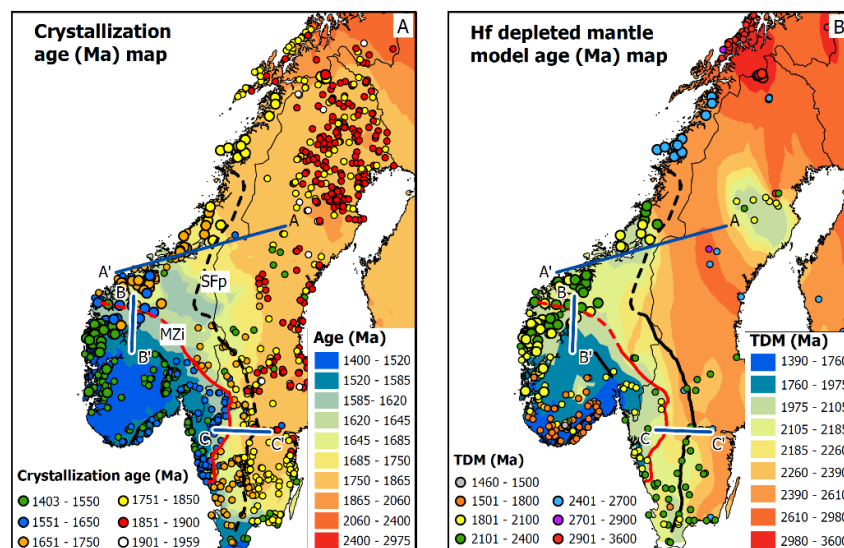 Crystallization
age (Ma) map
A
A
A'
SFp
B
MZi
B'
C
C'
Age (Ma)
1400 - 1520
1520 - 1585
1585- 1620
1620 - 1645
1645 - 1685
1685 - 1750
1750 - 1865
1865 - 2060
2060 - 2400
2400 - 2975
Crystallization age (Ma)
1403 - 1550
1551 - 1650
1651 - 1750
1751 - 1850
1851 - 1900
1901 - 1959
Hf depleted mantle
model age (Ma) map
B
A
A'
B
B'
C
C'
TDM (Ma)
1390 - 1760
1760 - 1975
1975 - 2105
2105 - 2185
2185 - 2260
2260 - 2390
2390 - 2610
2610 - 2980
2980 - 3600
TDM (Ma)
1460 - 1500
1501 - 1800
1801 - 2100
2101 - 2400
2401 - 2700
2701 - 2900
2901 - 3600